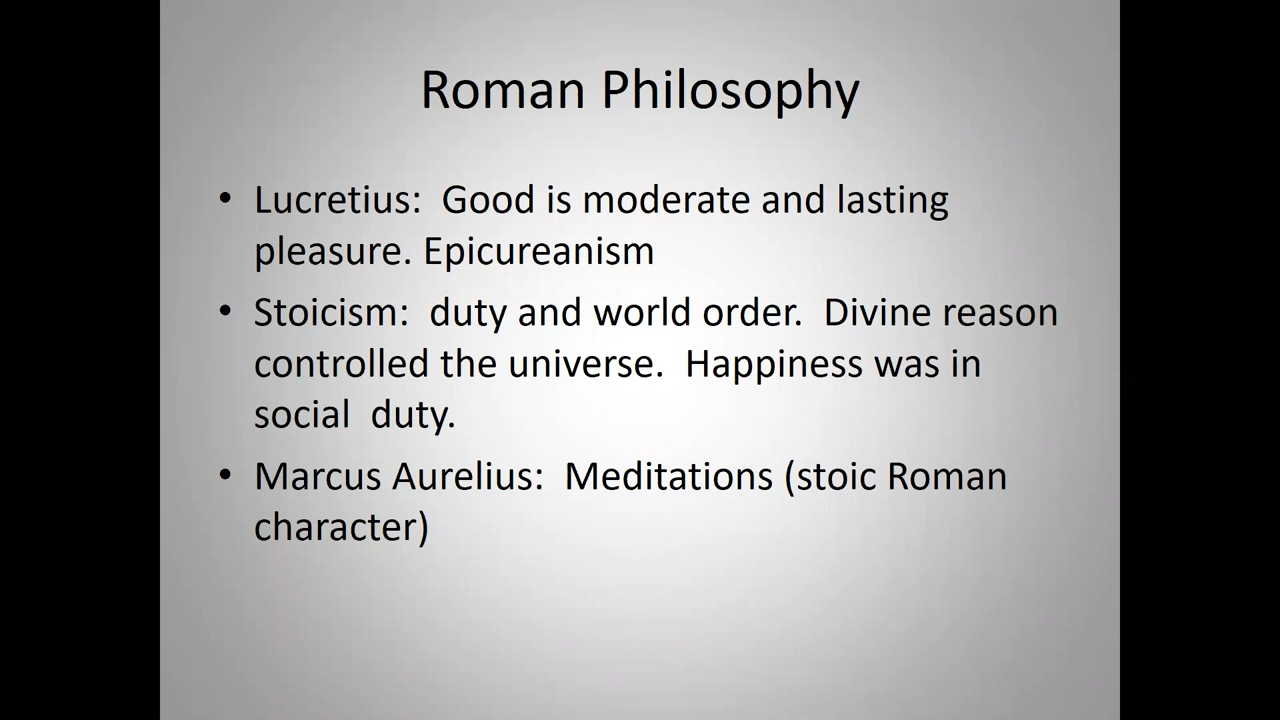 Roman Philosophy
• Lucretius:  Good is moderate and lasting
pleasure. Epicureanism
• Stoicism:  duty and world order.  Divine reason
controlled the universe.  Happiness was in
social  duty.
• Marcus Aurelius:  Meditations (stoic Roman
character)